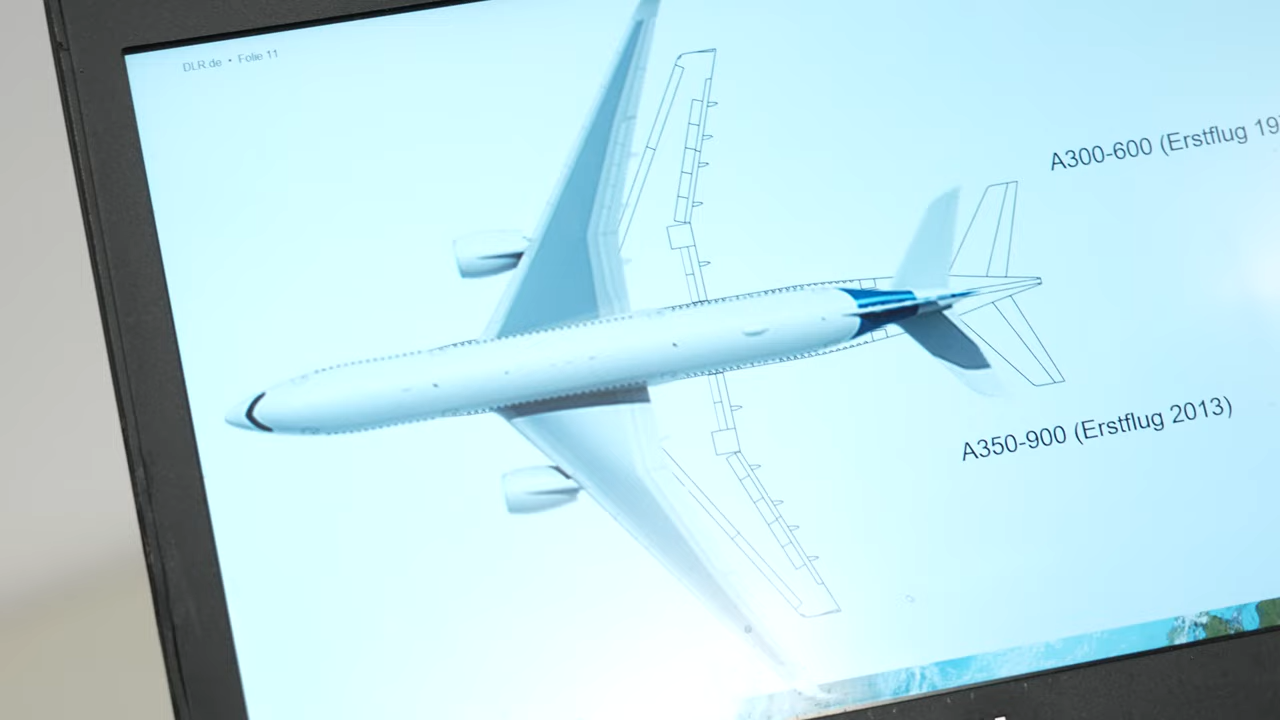 DLR.de • Folie 11
A300-600 (Erstflug 19
A350-900 (Erstflug 2013)